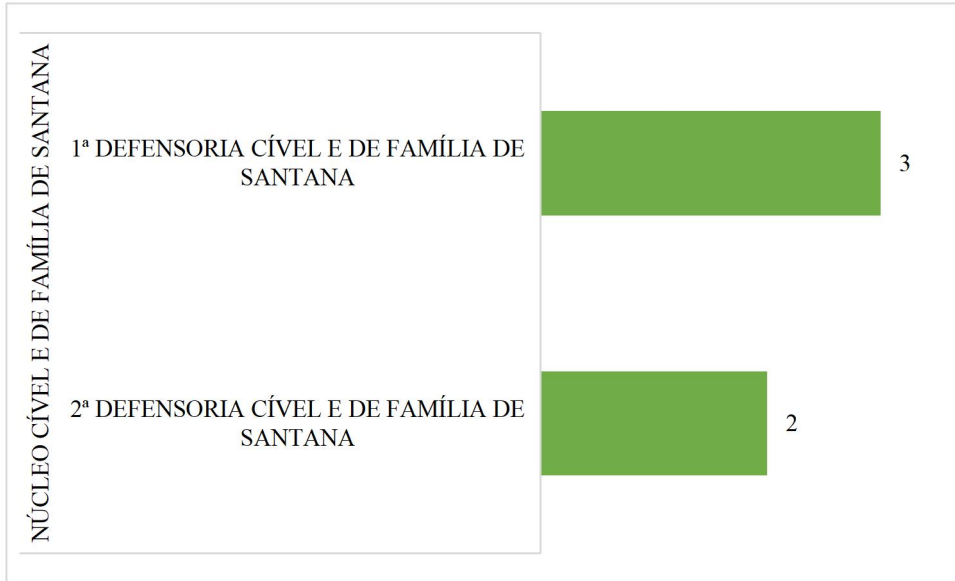 NÚCLEO CÍVEL E DE FAMÍLIA DE SANTANA
1ª DEFENSORIA CÍVEL E DE FAMÍLIA DE
SANTANA
3
2ª DEFENSORIA CÍVEL E DE FAMÍLIA DE
SANTANA
2